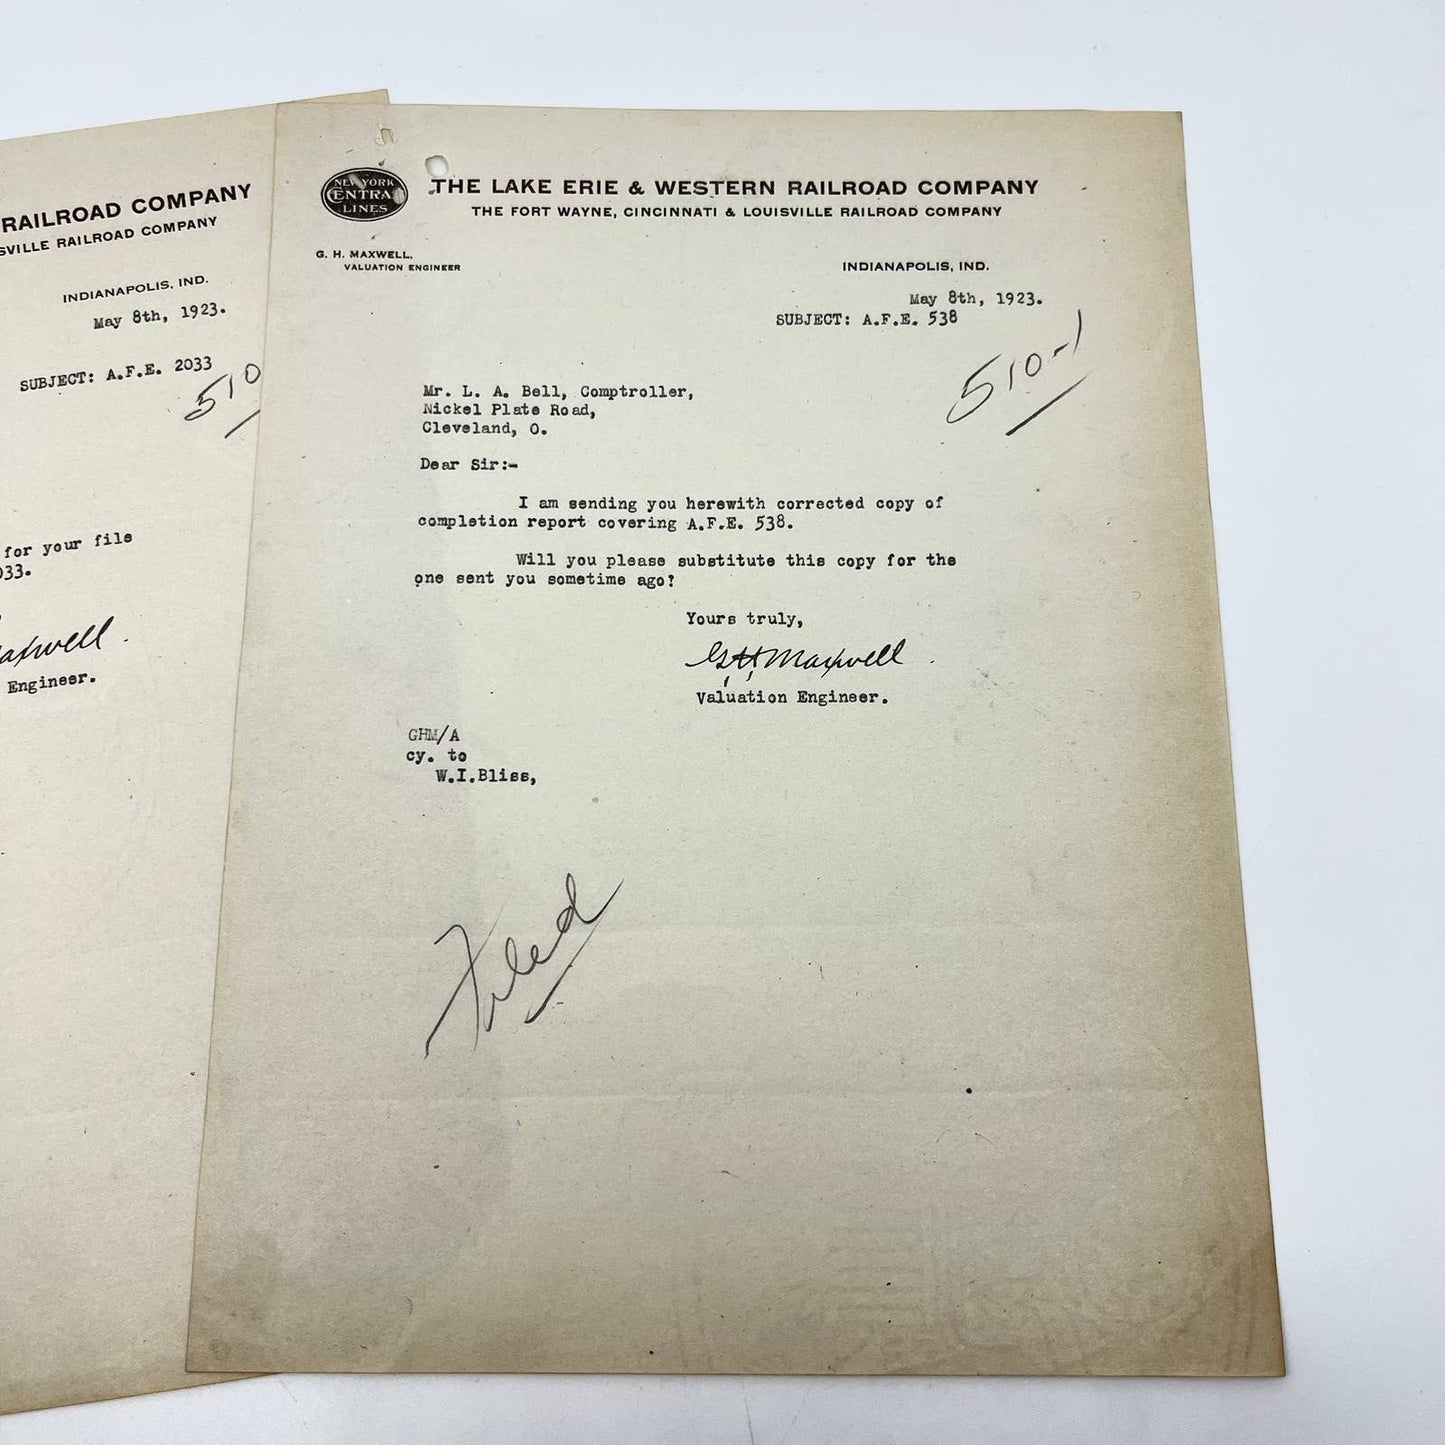 RAILROAD COMPANY
SVILLE RAILROAD COMPANY
INDIANAPOLIS, IND.
May 8th, 1923.
SUBJECT: A.F.E. 2033
510
for your file
033.
axwell.
Engineer.
NEW YORK
CENTRAL
LINES
THE LAKE ERIE & WESTERN RAILROAD COMPANY
THE FORT WAYNE, CINCINNATI & LOUISVILLE RAILROAD COMPANY
G. H. MAXWELL,
VALUATION ENGINEER
INDIANAPOLIS, IND.
May 8th, 1923.
SUBJECT: A.F.E. 538
510-1
Mr. L. A. Bell, Comptroller,
Nickel Plate Road,
Cleveland, O.
Dear Sir:-
I am sending you herewith corrected copy of
completion report covering A.F.E. 538.
Will you please substitute this copy for the
one sent you sometime ago?
Yours truly,
GHMaxwell.
Valuation Engineer.
GHM/A
cy. to
W.I.Bliss,
Filed